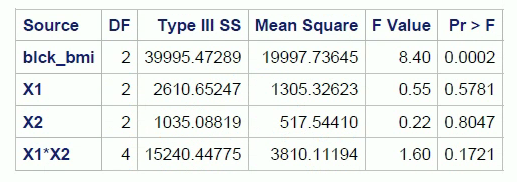 Source DF Type III SS Mean Square F Value Pr > F
blck_bmi 2 39995.47289 19997.73645 8.40 0.0002
X1 2 2610.65247 1305.32623 0.55 0.5781
X2 2 1035.08819 517.54410 0.22 0.8047
X1*X2 4 15240.44775 3810.11194 1.60 0.1721